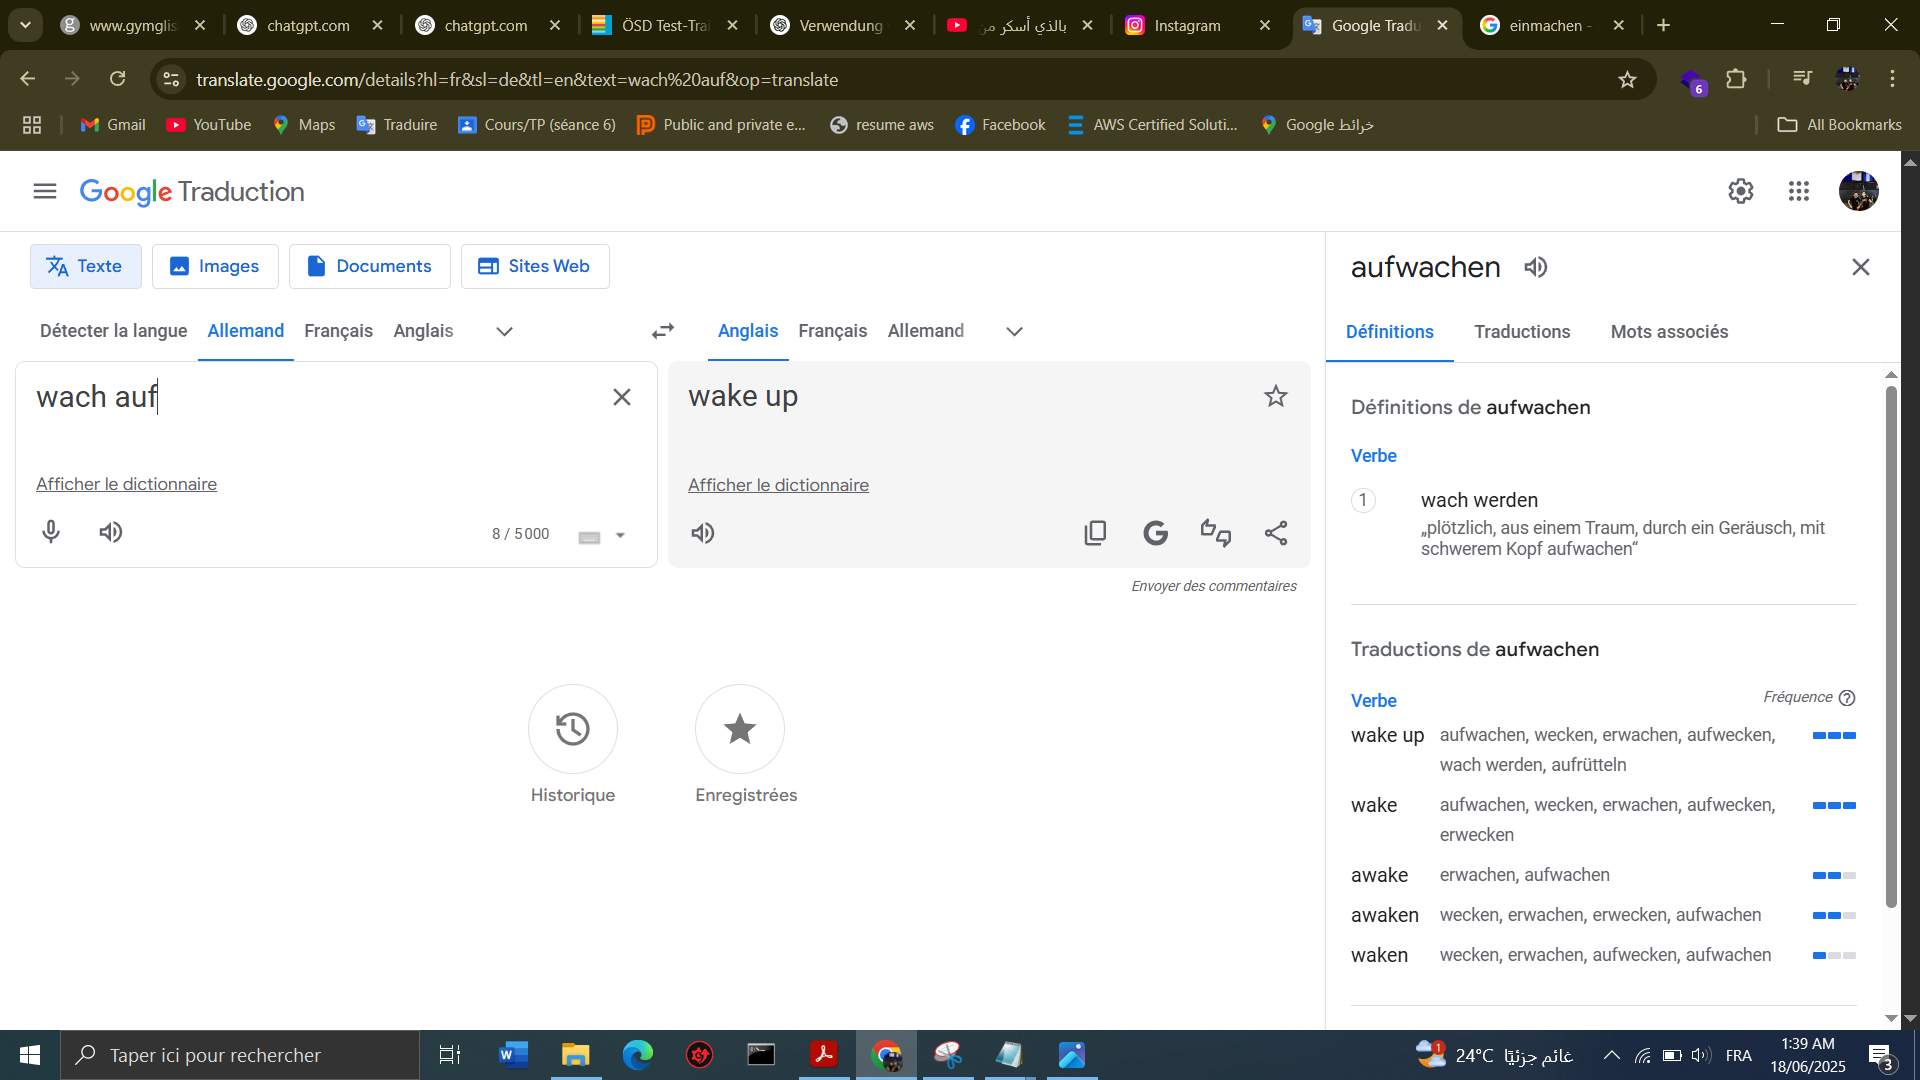 www.gymglis
chatgpt.com
chatgpt.com
ÖSD Test-Trai
Verwendung
بالذي أسكر من
Instagram
Google Tradu
einmachen -
translate.google.com/details?hl=fr&sl=de&tl=en&text=wach%20auf&op=translate
6
Gmail
YouTube
Maps
Traduire
Cours/TP (séance 6)
Public and private e...
resume aws
Facebook
AWS Certified Soluti...
خرائط Google
All Bookmarks
Google Traduction
Texte
Images
Documents
Sites Web
Détecter la langue
Allemand
Français
Anglais
Anglais
Français
Allemand
wach auf
Afficher le dictionnaire
8 / 5 000
wake up
Afficher le dictionnaire
Envoyer des commentaires
Historique
Enregistrées
aufwachen
Définitions
Traductions
Mots associés
Définitions de aufwachen
Verbe
1
wach werden
„plötzlich, aus einem Traum, durch ein Geräusch, mit
schwerem Kopf aufwachen“
Traductions de aufwachen
Verbe
Fréquence
wake up aufwachen, wecken, erwachen, aufwecken,
wach werden, aufrütteln
wake aufwachen, wecken, erwachen, aufwecken,
erwecken
awake erwachen, aufwachen
awaken wecken, erwachen, erwecken, aufwachen
waken wecken, erwachen, aufwecken, aufwachen
Taper ici pour rechercher
1
24°C غائم جزئيًا
FRA
1:39 AM
18/06/2025
3